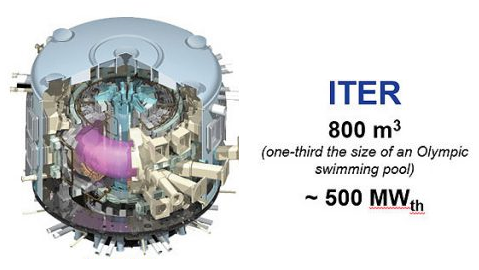 ITER
800 m³
(one-third the size of an Olympic
swimming pool)
~ 500 MWth